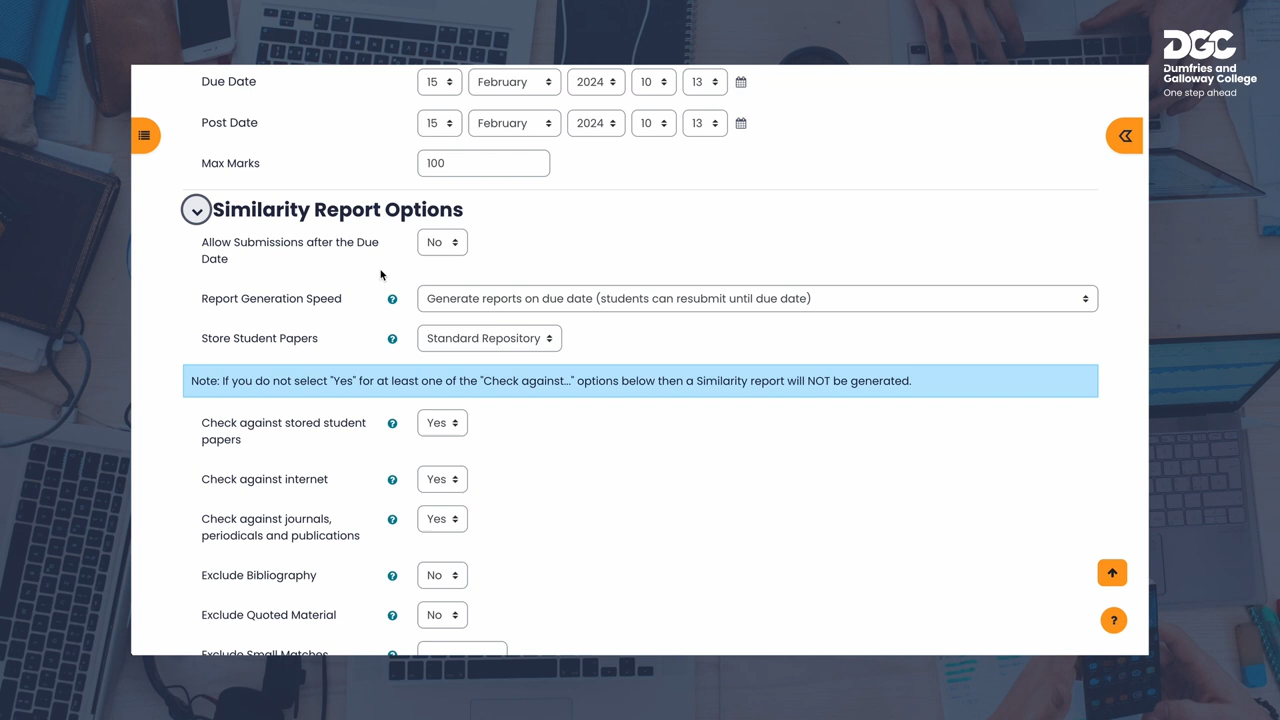 DGC
Dumfries and
Galloway College
One step ahead
Due Date 15 February 2024 10 13
Post Date 15 February 2024 10 13
Max Marks 100
Similarity Report Options
Allow Submissions after the Due No
Date
Report Generation Speed ? Generate reports on due date (students can resubmit until due date)
Store Student Papers ? Standard Repository
Note: If you do not select "Yes" for at least one of the "Check against..." options below then a Similarity report will NOT be generated.
Check against stored student ? Yes
papers
Check against internet ? Yes
Check against journals, ? Yes
periodicals and publications
Exclude Bibliography ? No
Exclude Quoted Material ? No
?
Exclude Small Matches ?